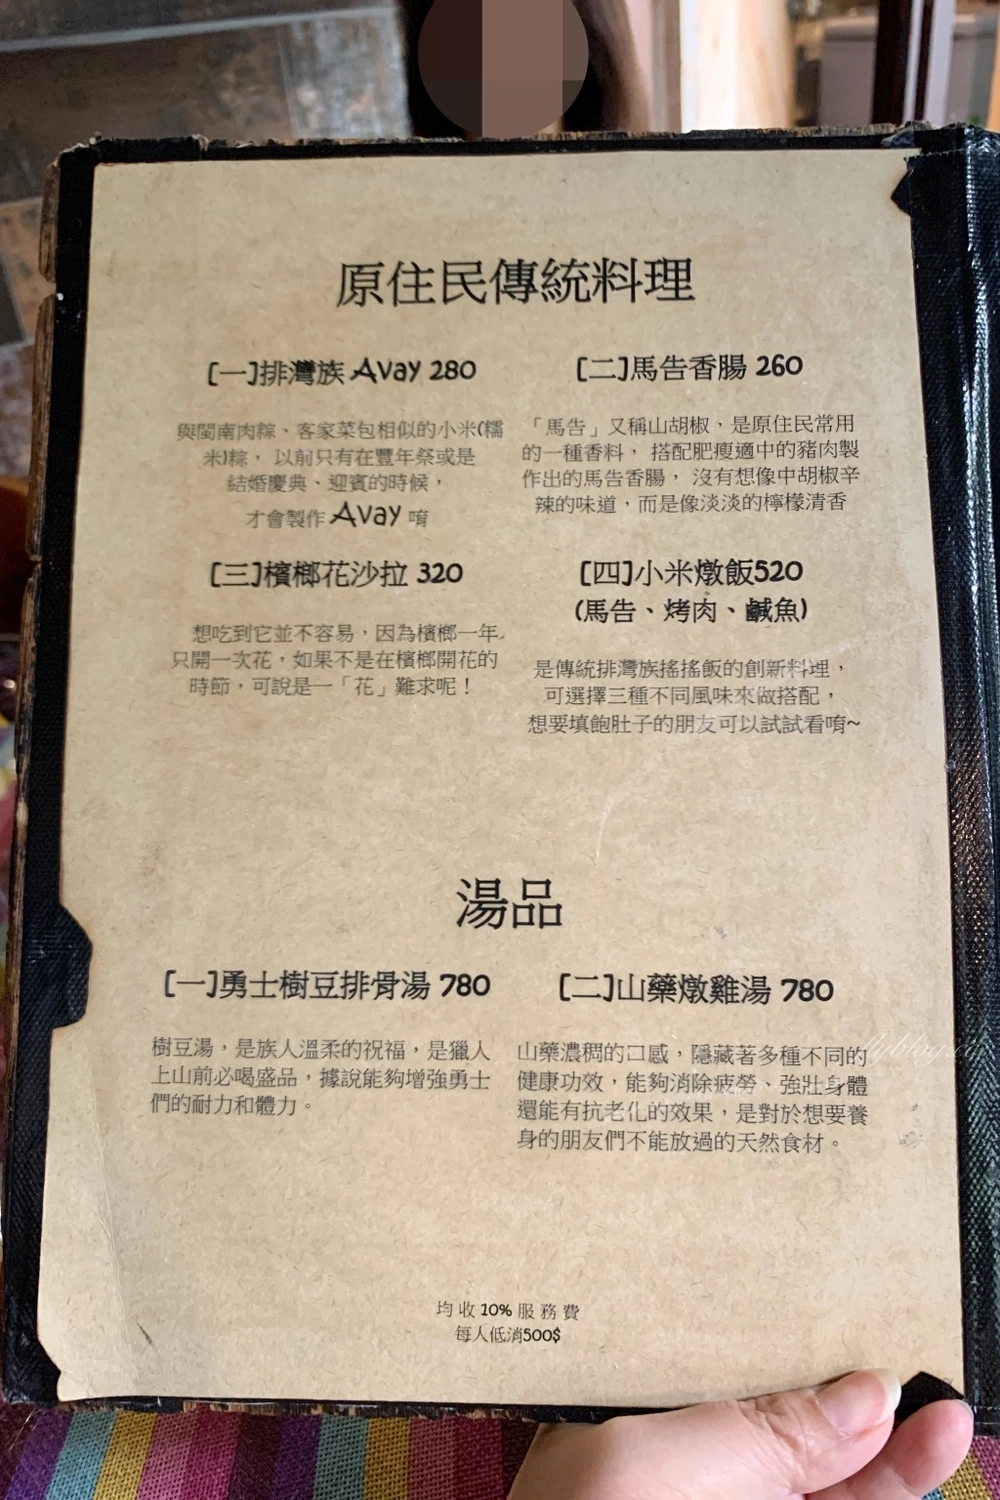 原住民傳統料理
[一]排灣族 Avay 280
與閩南肉粽、客家菜包相似的小米(糯
米)粽， 以前只有在豐年祭或是
結婚慶典、迎賓的時候，
才會製作 Avay 唷
[二]馬告香腸 260
「馬告」又稱山胡椒，是原住民常用
的一種香料， 搭配肥瘦適中的豬肉製
作出的馬告香腸， 沒有想像中胡椒辛
辣的味道，而是像淡淡的檸檬清香
[三]檳榔花沙拉 320
想吃到它並不容易，因為檳榔一年
只開一次花，如果不是在檳榔開花的
時節，可說是一「花」難求呢！
[四]小米燉飯520
(馬告、烤肉、鹹魚)
是傳統排灣族搖搖飯的創新料理，
可選擇三種不同風味來做搭配，
想要填飽肚子的朋友可以試試看唷~
湯品
[一]勇士樹豆排骨湯 780
樹豆湯，是族人溫柔的祝福，是獵人
上山前必喝盛品，據說能夠增強勇士
們的耐力和體力。
[二]山藥燉雞湯 780
山藥濃稠的口感，隱藏著多種不同的
健康功效，能夠消除疲勞、強壯身體
還能有抗老化的效果，是對於想要養
身的朋友們不能放過的天然食材。
均收10%服務費
每人低消500$